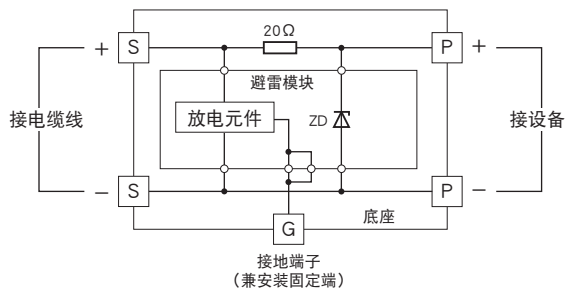 20Ω
+ S P +
避雷模块
接电缆线 放电元件 ZD 接设备
− S P −
底座
G
接地端子
（兼安装固定端）